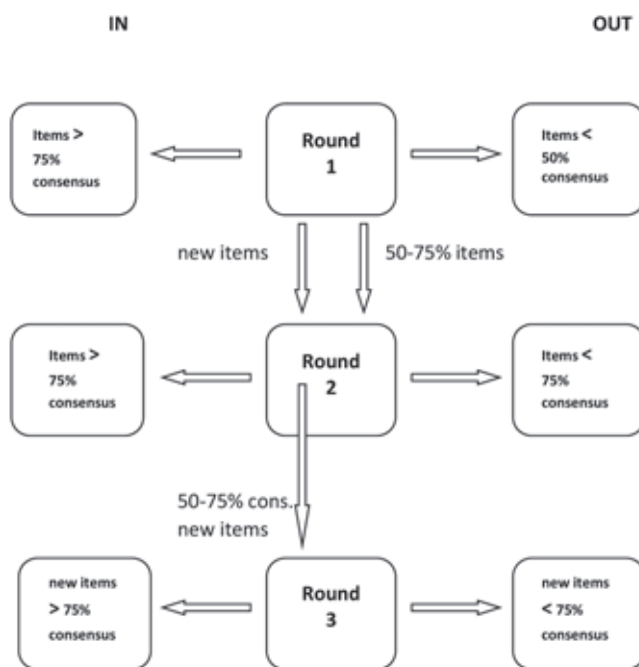 IN
OUT
Items >
75%
consensus
Round
1
Items <
50%
consensus
new items
50-75% items
Items >
75%
consensus
Round
2
Items <
75%
consensus
50-75% cons..
new items
new items
> 75%
consensus
Round
3
new items
< 75%
consensus